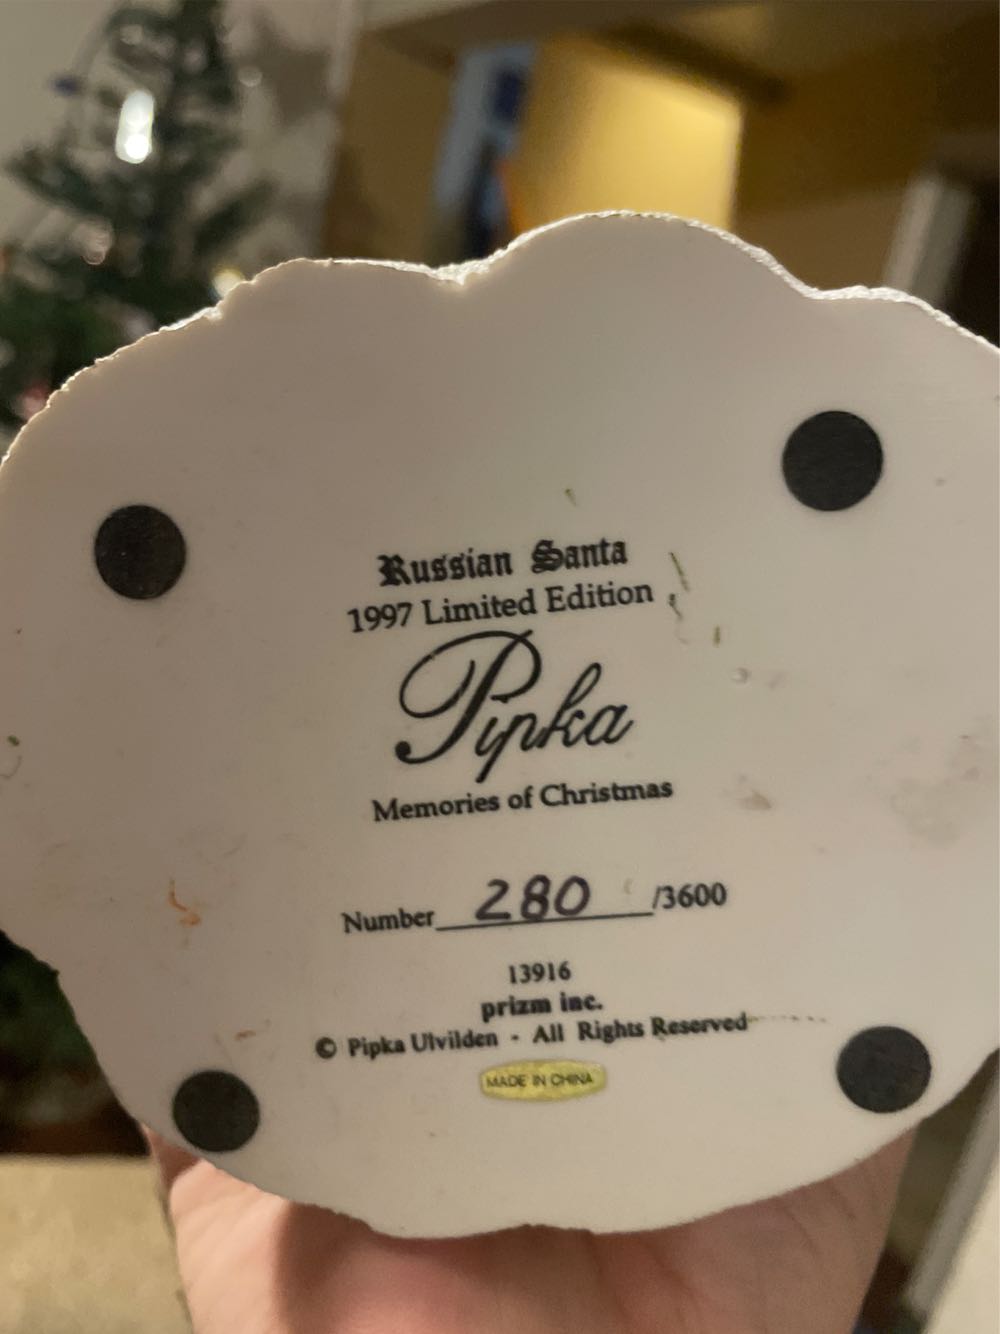 Russian Santa
1997 Limited Edition
Pipka
Memories of Christmas
Number 280 /3600
13916
prizm inc.
© Pipka Ulvilden - All Rights Reserved
MADE IN CHINA